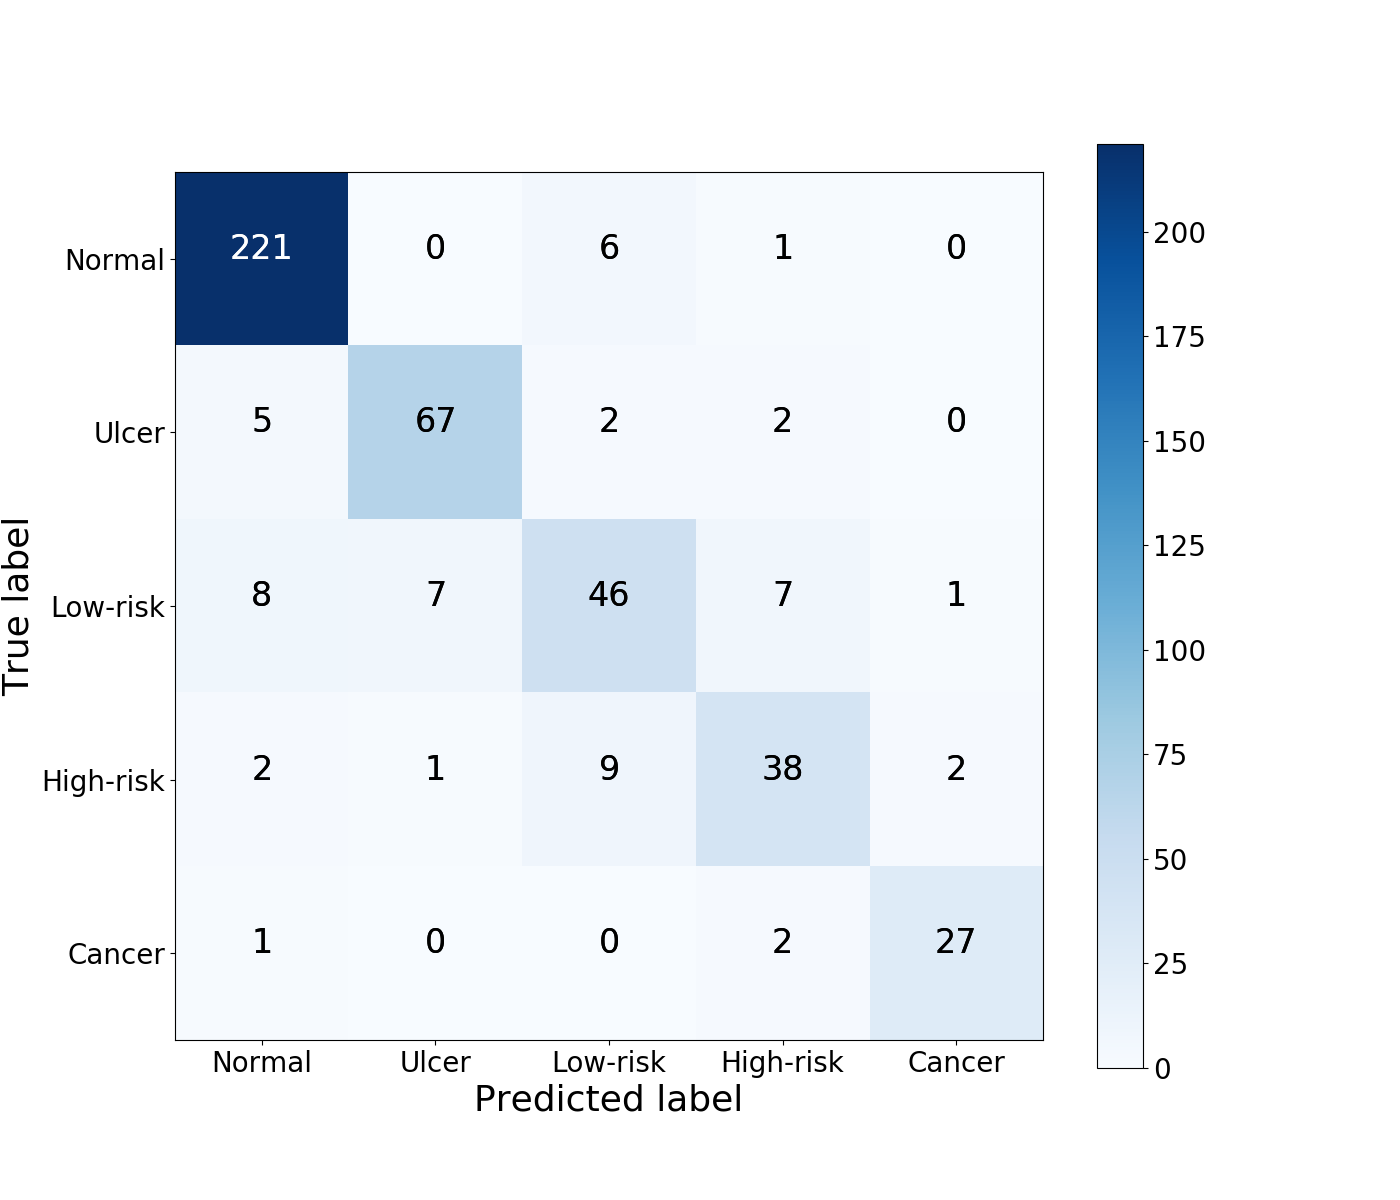 Normal 221 0 6 1 0
Ulcer 5 67 2 2 0
Low-risk 8 7 46 7 1
High-risk 2 1 9 38 2
Cancer 1 0 0 2 27
Normal Ulcer Low-risk High-risk Cancer
Predicted label
True label
200
175
150
125
100
75
50
25
0